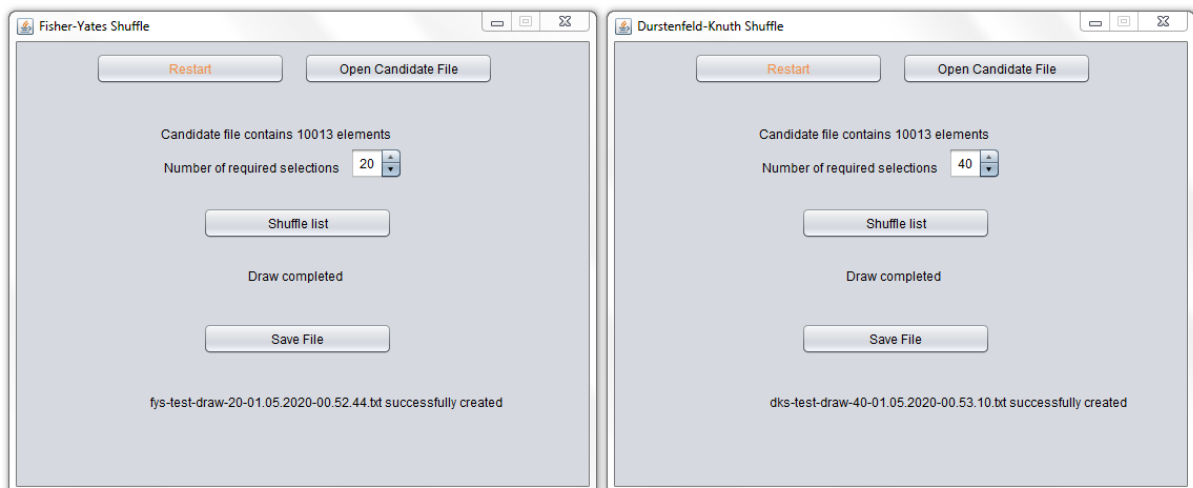 Fisher-Yates Shuffle
Restart
Open Candidate File
Candidate file contains 10013 elements
Number of required selections 20
Shuffle list
Draw completed
Save File
fys-test-draw-20-01.05.2020-00.52.44.txt successfully created
Durstenfeld-Knuth Shuffle
Restart
Open Candidate File
Candidate file contains 10013 elements
Number of required selections 40
Shuffle list
Draw completed
Save File
dks-test-draw-40-01.05.2020-00.53.10.txt successfully created